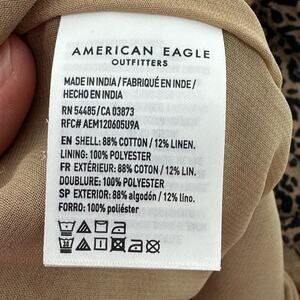 AMERICAN EAGLE
OUTFITTERS
MADE IN INDIA / FABRIQUÉ EN INDE /
HECHO EN INDIA
RN 54485/CA 03873
RFC# AEM120605U9A
EN SHELL: 88% COTTON / 12% LINEN.
LINING: 100% POLYESTER
FR EXTÉRIEUR: 88% COTON / 12% LIN.
DOUBLURE: 100% POLYESTER
SP EXTERIOR: 88% algodón / 12% lino.
FORRO: 100% poliéster